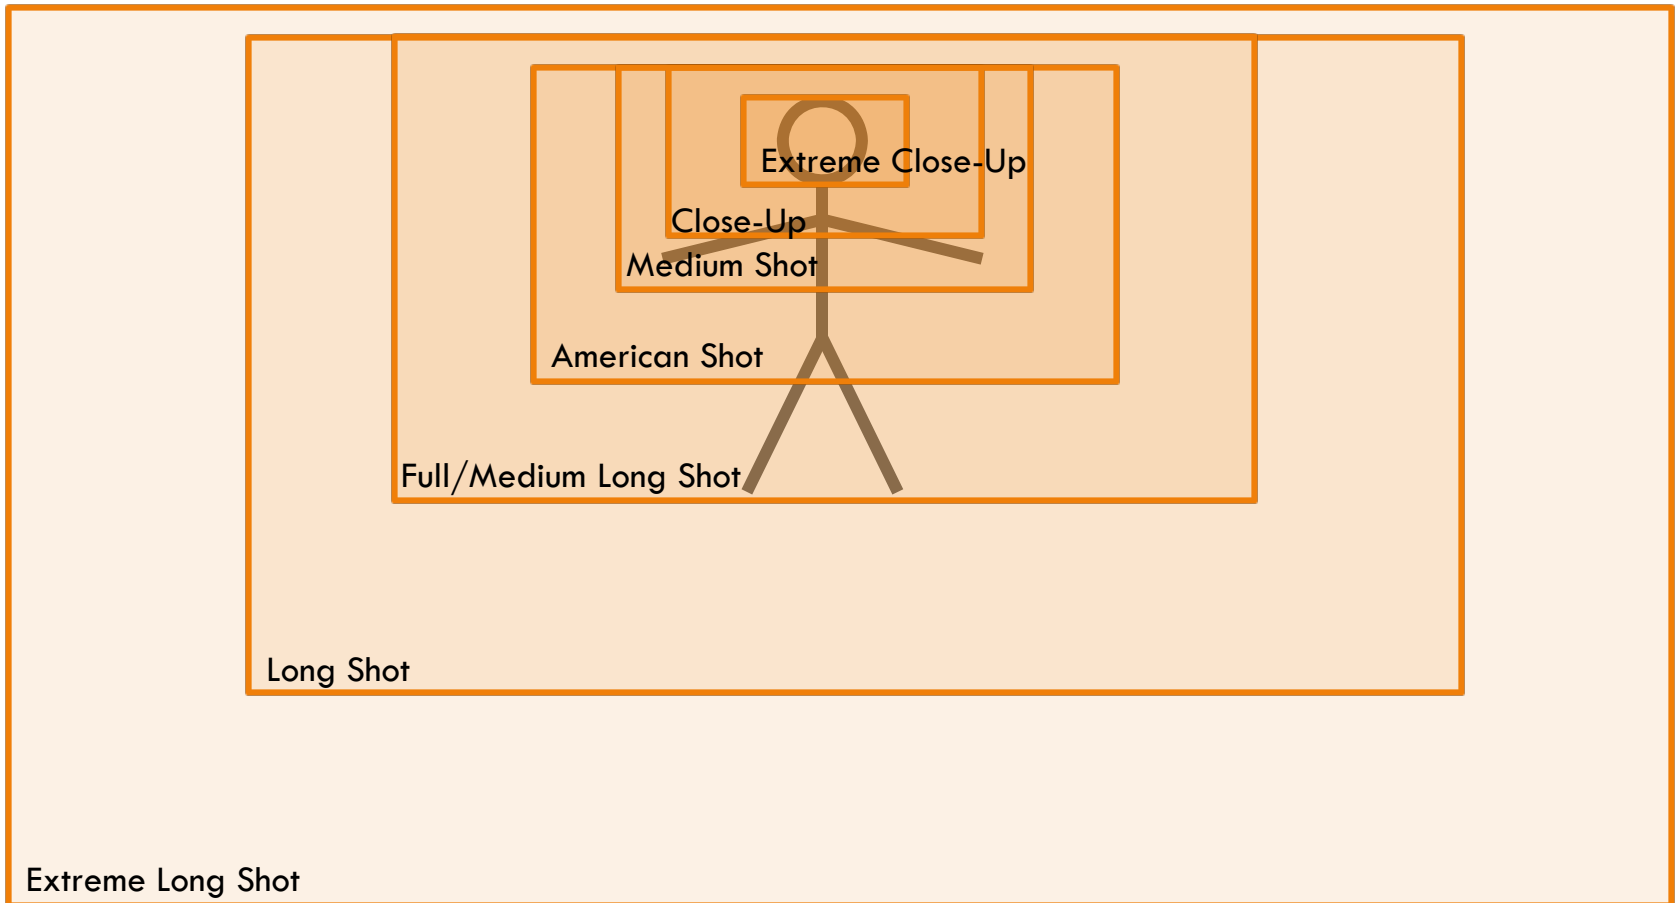 Extreme Close-Up
Close-Up
Medium Shot
American Shot
Full/Medium Long Shot
Long Shot
Extreme Long Shot